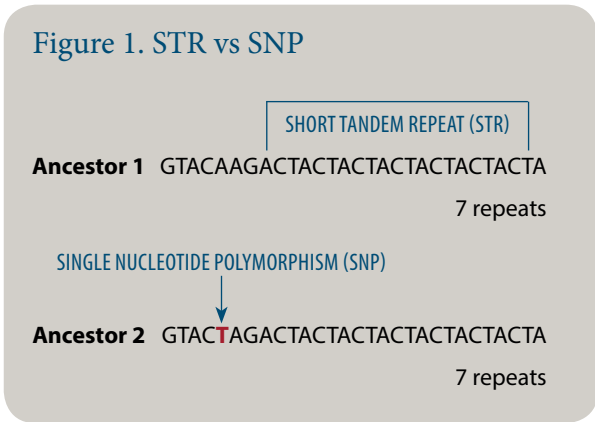 Figure 1. STR vs SNP
SHORT TANDEM REPEAT (STR)
Ancestor 1 GTACAAGACTACTACTACTACTACTACTA
7 repeats
SINGLE NUCLEOTIDE POLYMORPHISM (SNP)
Ancestor 2 GTACTAGACTACTACTACTACTACTACTA
7 repeats